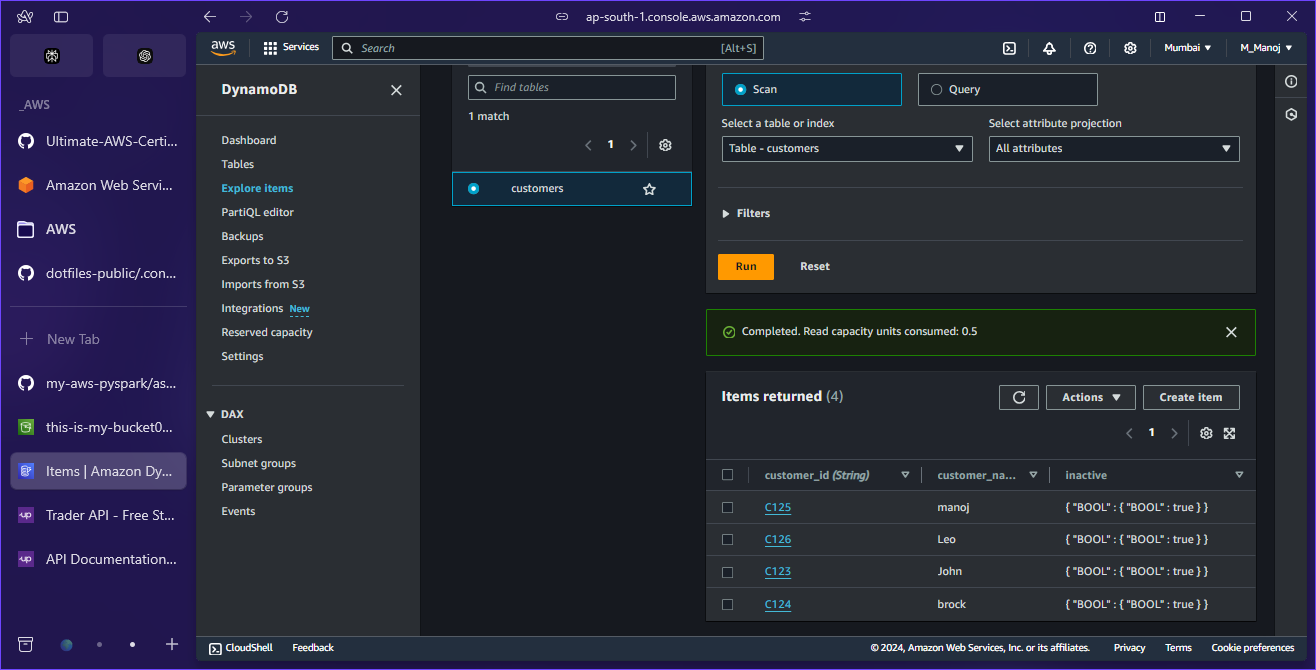 ap-south-1.console.aws.amazon.com
_AWS
Ultimate-AWS-Certi...
Amazon Web Servi...
AWS
dotfiles-public/.con...
New Tab
my-aws-pyspark/as...
this-is-my-bucket0...
Items | Amazon Dy...
Trader API - Free St...
API Documentation...
aws
Services
Search
[Alt+S]
Mumbai
M_Manoj
DynamoDB
Dashboard
Tables
Explore items
PartiQL editor
Backups
Exports to S3
Imports from S3
Integrations New
Reserved capacity
Settings
DAX
Clusters
Subnet groups
Parameter groups
Events
Find tables
1 match
1
customers
Scan
Query
Select a table or index
Select attribute projection
Table - customers
All attributes
Filters
Run
Reset
Completed. Read capacity units consumed: 0.5
Items returned (4)
Actions
Create item
1
customer_id (String) customer_na... inactive
C125 manoj { "BOOL" : { "BOOL" : true } }
C126 Leo { "BOOL" : { "BOOL" : true } }
C123 John { "BOOL" : { "BOOL" : true } }
C124 brock { "BOOL" : { "BOOL" : true } }
CloudShell
Feedback
© 2024, Amazon Web Services, Inc. or its affiliates.
Privacy
Terms
Cookie preferences